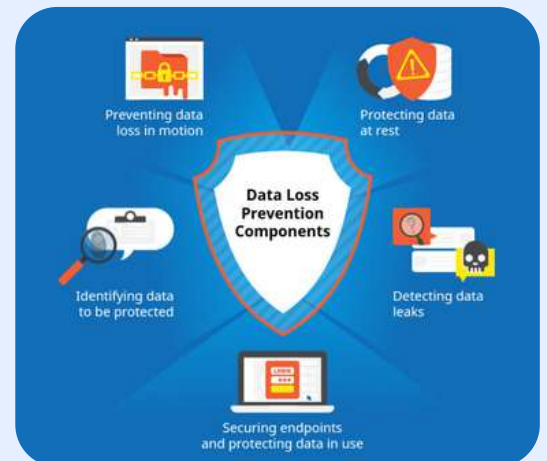 Preventing data
loss in motion
Protecting data
at rest
Data Loss
Prevention
Components
Identifying data
to be protected
Detecting data
leaks
LOGIN
Securing endpoints
and protecting data in use